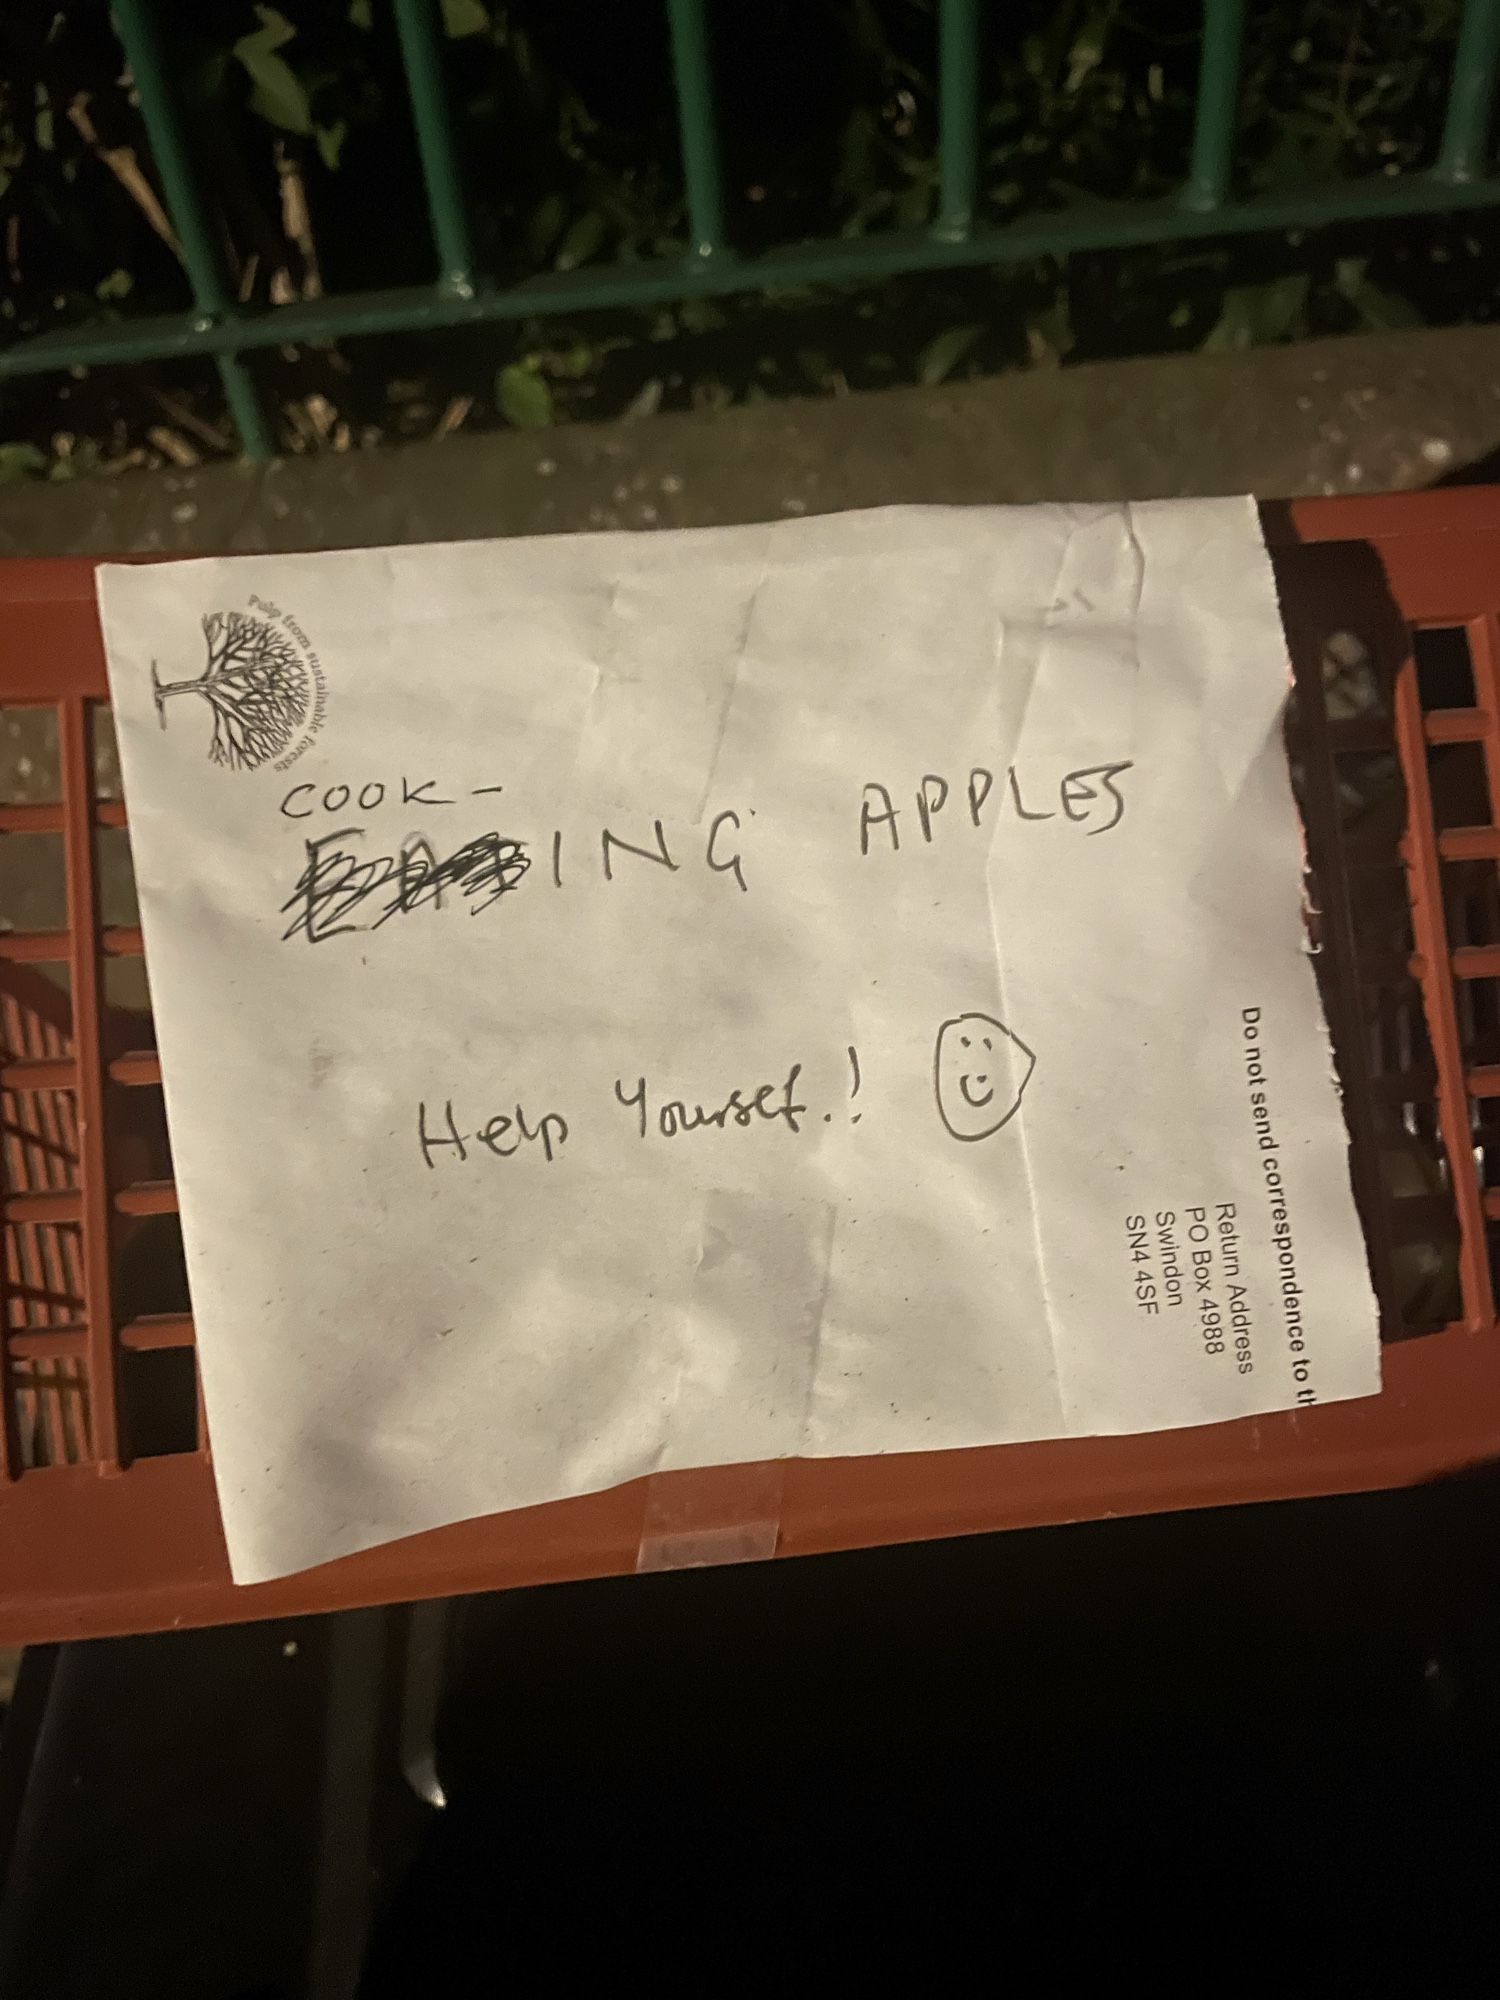 Pulp from sustainable forests
COOK-
EATING APPLES
Help Yourself.!
Do not send correspondence to th
Return Address
PO Box 4988
Swindon
SN4 4SF